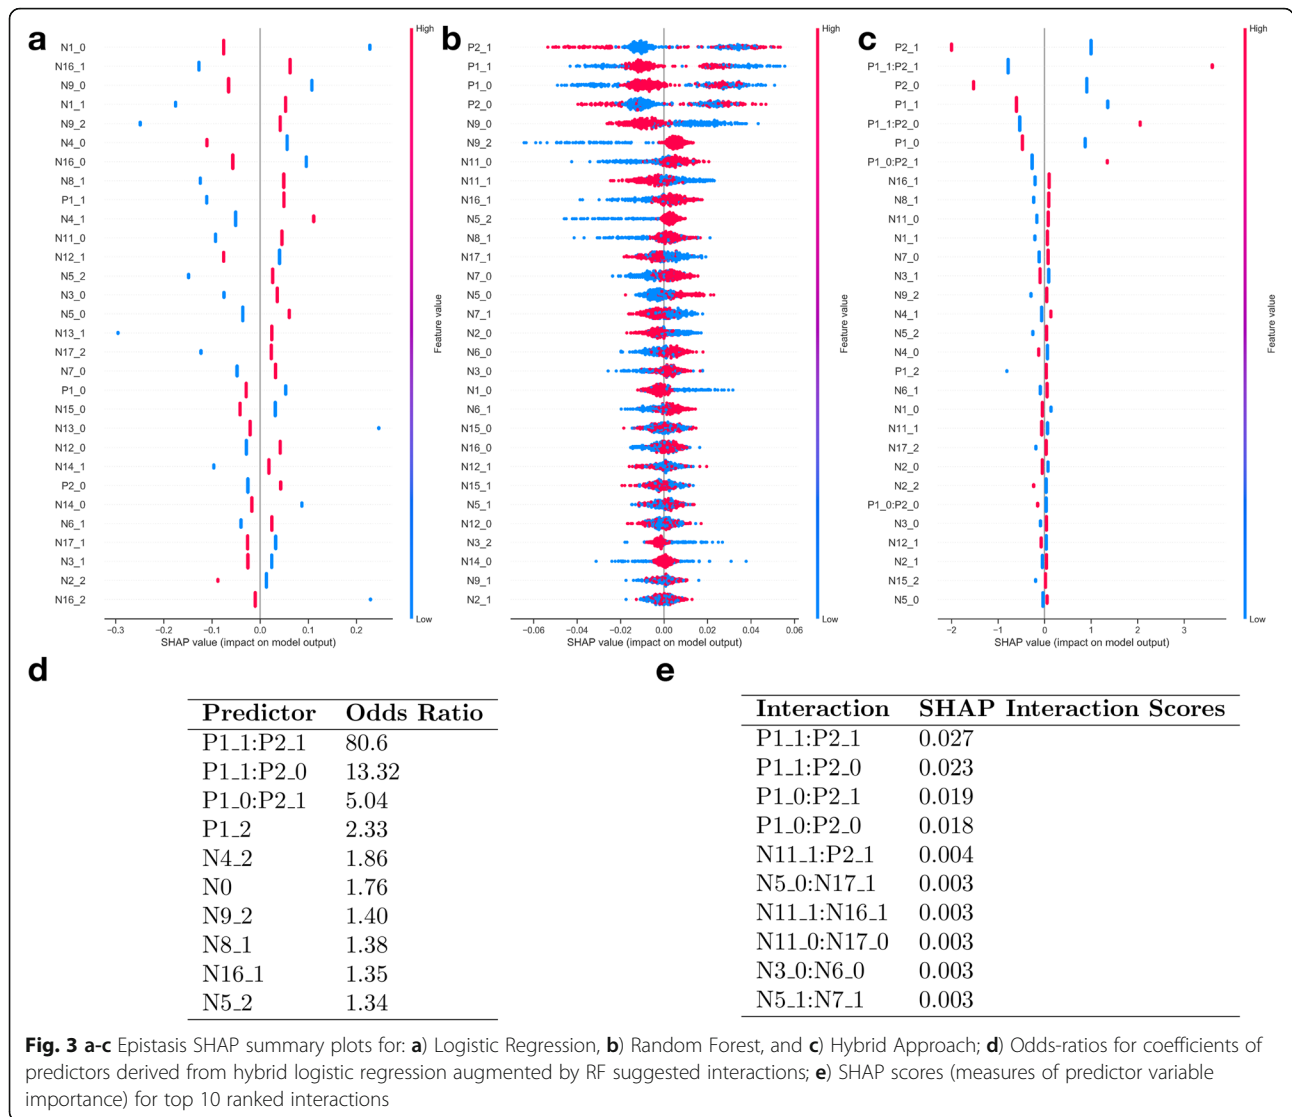 a
High
N1_0
N16_1
N9_0
N1_1
N9_2
N4_0
N16_0
N8_1
P1_1
N4_1
N11_0
N12_1
N5_2
N3_0
N5_0
N13_1
N17_2
N7_0
P1_0
N15_0
N13_0
N12_0
N14_1
P2_0
N14_0
N6_1
N17_1
N3_1
N2_2
N16_2
Feature value
Low
−0.3 −0.2 −0.1 0.0 0.1 0.2
SHAP value (impact on model output)
b
High
P2_1
P1_1
P1_0
P2_0
N9_0
N9_2
N11_0
N11_1
N16_1
N5_2
N8_1
N17_1
N7_0
N5_0
N7_1
N2_0
N6_0
N3_0
N1_0
N6_1
N15_0
N16_0
N12_1
N15_1
N5_1
N12_0
N3_2
N14_0
N9_1
N2_1
Feature value
Low
−0.06 −0.04 −0.02 0.00 0.02 0.04 0.06
SHAP value (impact on model output)
c
High
P2_1
P1_1:P2_1
P2_0
P1_1
P1_1:P2_0
P1_0
P1_0:P2_1
N16_1
N8_1
N11_0
N1_1
N7_0
N3_1
N9_2
N4_1
N5_2
N4_0
P1_2
N6_1
N1_0
N11_1
N17_2
N2_0
N2_2
P1_0:P2_0
N3_0
N12_1
N2_1
N15_2
N5_0
Feature value
Low
−2 −1 0 1 2 3
SHAP value (impact on model output)
d
Predictor Odds Ratio
P1_1:P2_1 80.6
P1_1:P2_0 13.32
P1_0:P2_1 5.04
P1_2 2.33
N4_2 1.86
N0 1.76
N9_2 1.40
N8_1 1.38
N16_1 1.35
N5_2 1.34
e
Interaction SHAP Interaction Scores
P1_1:P2_1 0.027
P1_1:P2_0 0.023
P1_0:P2_1 0.019
P1_0:P2_0 0.018
N11_1:P2_1 0.004
N5_0:N17_1 0.003
N11_1:N16_1 0.003
N11_0:N17_0 0.003
N3_0:N6_0 0.003
N5_1:N7_1 0.003
Fig. 3 a-c Epistasis SHAP summary plots for: a) Logistic Regression, b) Random Forest, and c) Hybrid Approach; d) Odds-ratios for coefficients of
predictors derived from hybrid logistic regression augmented by RF suggested interactions; e) SHAP scores (measures of predictor variable
importance) for top 10 ranked interactions